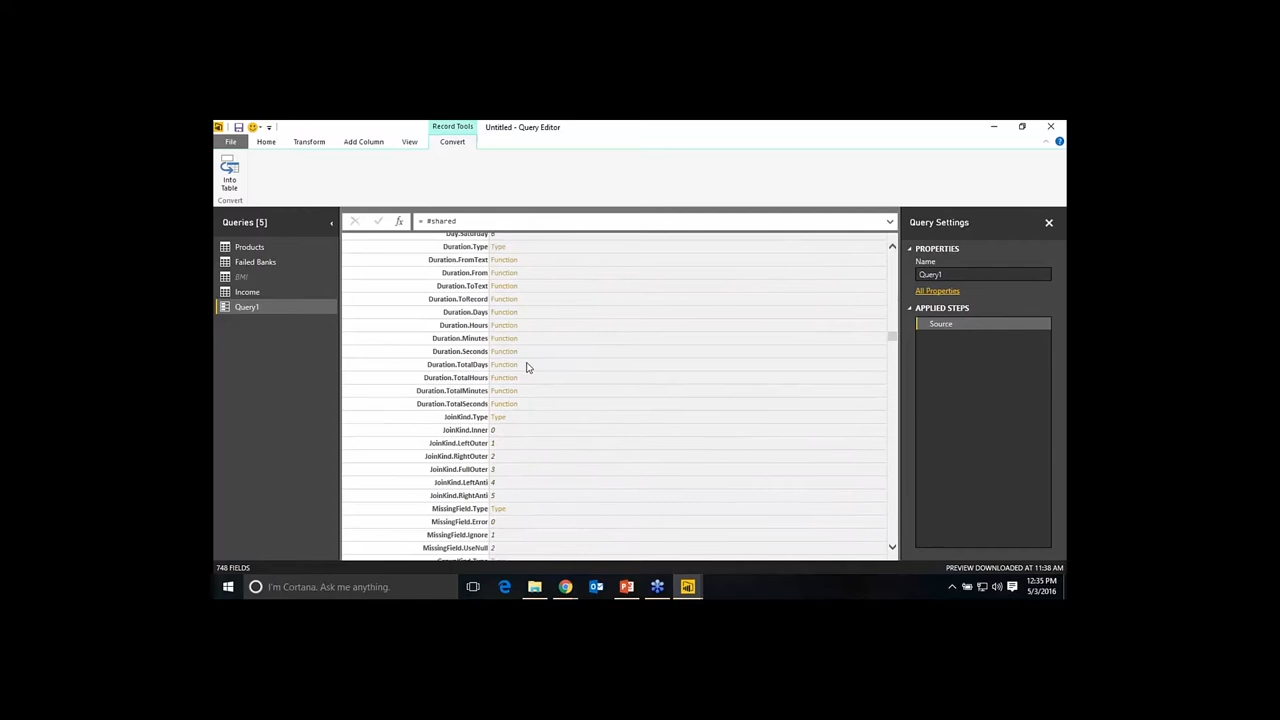 Record Tools
Untitled - Query Editor
File
Home
Transform
Add Column
View
Convert
Into
Table
Convert
Queries [5]
Products
Failed Banks
BMI
Income
Query1
= #shared
Day.Saturday 6
Duration.Type Type
Duration.FromText Function
Duration.From Function
Duration.ToText Function
Duration.ToRecord Function
Duration.Days Function
Duration.Hours Function
Duration.Minutes Function
Duration.Seconds Function
Duration.TotalDays Function
Duration.TotalHours Function
Duration.TotalMinutes Function
Duration.TotalSeconds Function
JoinKind.Type Type
JoinKind.Inner 0
JoinKind.LeftOuter 1
JoinKind.RightOuter 2
JoinKind.FullOuter 3
JoinKind.LeftAnti 4
JoinKind.RightAnti 5
MissingField.Type Type
MissingField.Error 0
MissingField.Ignore 1
MissingField.UseNull 2
Query Settings
PROPERTIES
Name
Query1
All Properties
APPLIED STEPS
Source
748 FIELDS
PREVIEW DOWNLOADED AT 11:38 AM
I'm Cortana. Ask me anything.
12:35 PM
5/3/2016